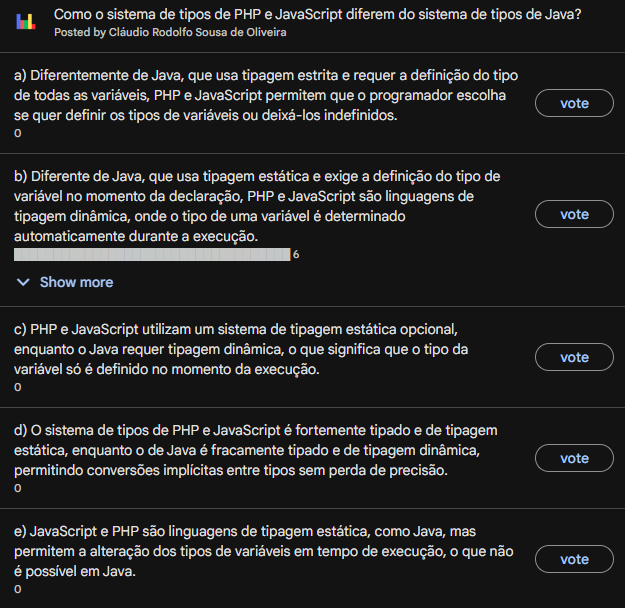 Como o sistema de tipos de PHP e JavaScript diferem do sistema de tipos de Java?
Posted by Cláudio Rodolfo Sousa de Oliveira
a) Diferentemente de Java, que usa tipagem estrita e requer a definição do tipo
de todas as variáveis, PHP e JavaScript permitem que o programador escolha
se quer definir os tipos de variáveis ou deixá-los indefinidos.
vote
0
b) Diferente de Java, que usa tipagem estática e exige a definição do tipo de
variável no momento da declaração, PHP e JavaScript são linguagens de
tipagem dinâmica, onde o tipo de uma variável é determinado
automaticamente durante a execução.
vote
6
Show more
c) PHP e JavaScript utilizam um sistema de tipagem estática opcional,
enquanto o Java requer tipagem dinâmica, o que significa que o tipo da
variável só é definido no momento da execução.
vote
0
d) O sistema de tipos de PHP e JavaScript é fortemente tipado e de tipagem
estática, enquanto o de Java é fracamente tipado e de tipagem dinâmica,
permitindo conversões implícitas entre tipos sem perda de precisão.
vote
0
e) JavaScript e PHP são linguagens de tipagem estática, como Java, mas
permitem a alteração dos tipos de variáveis em tempo de execução, o que não
é possível em Java.
vote
0